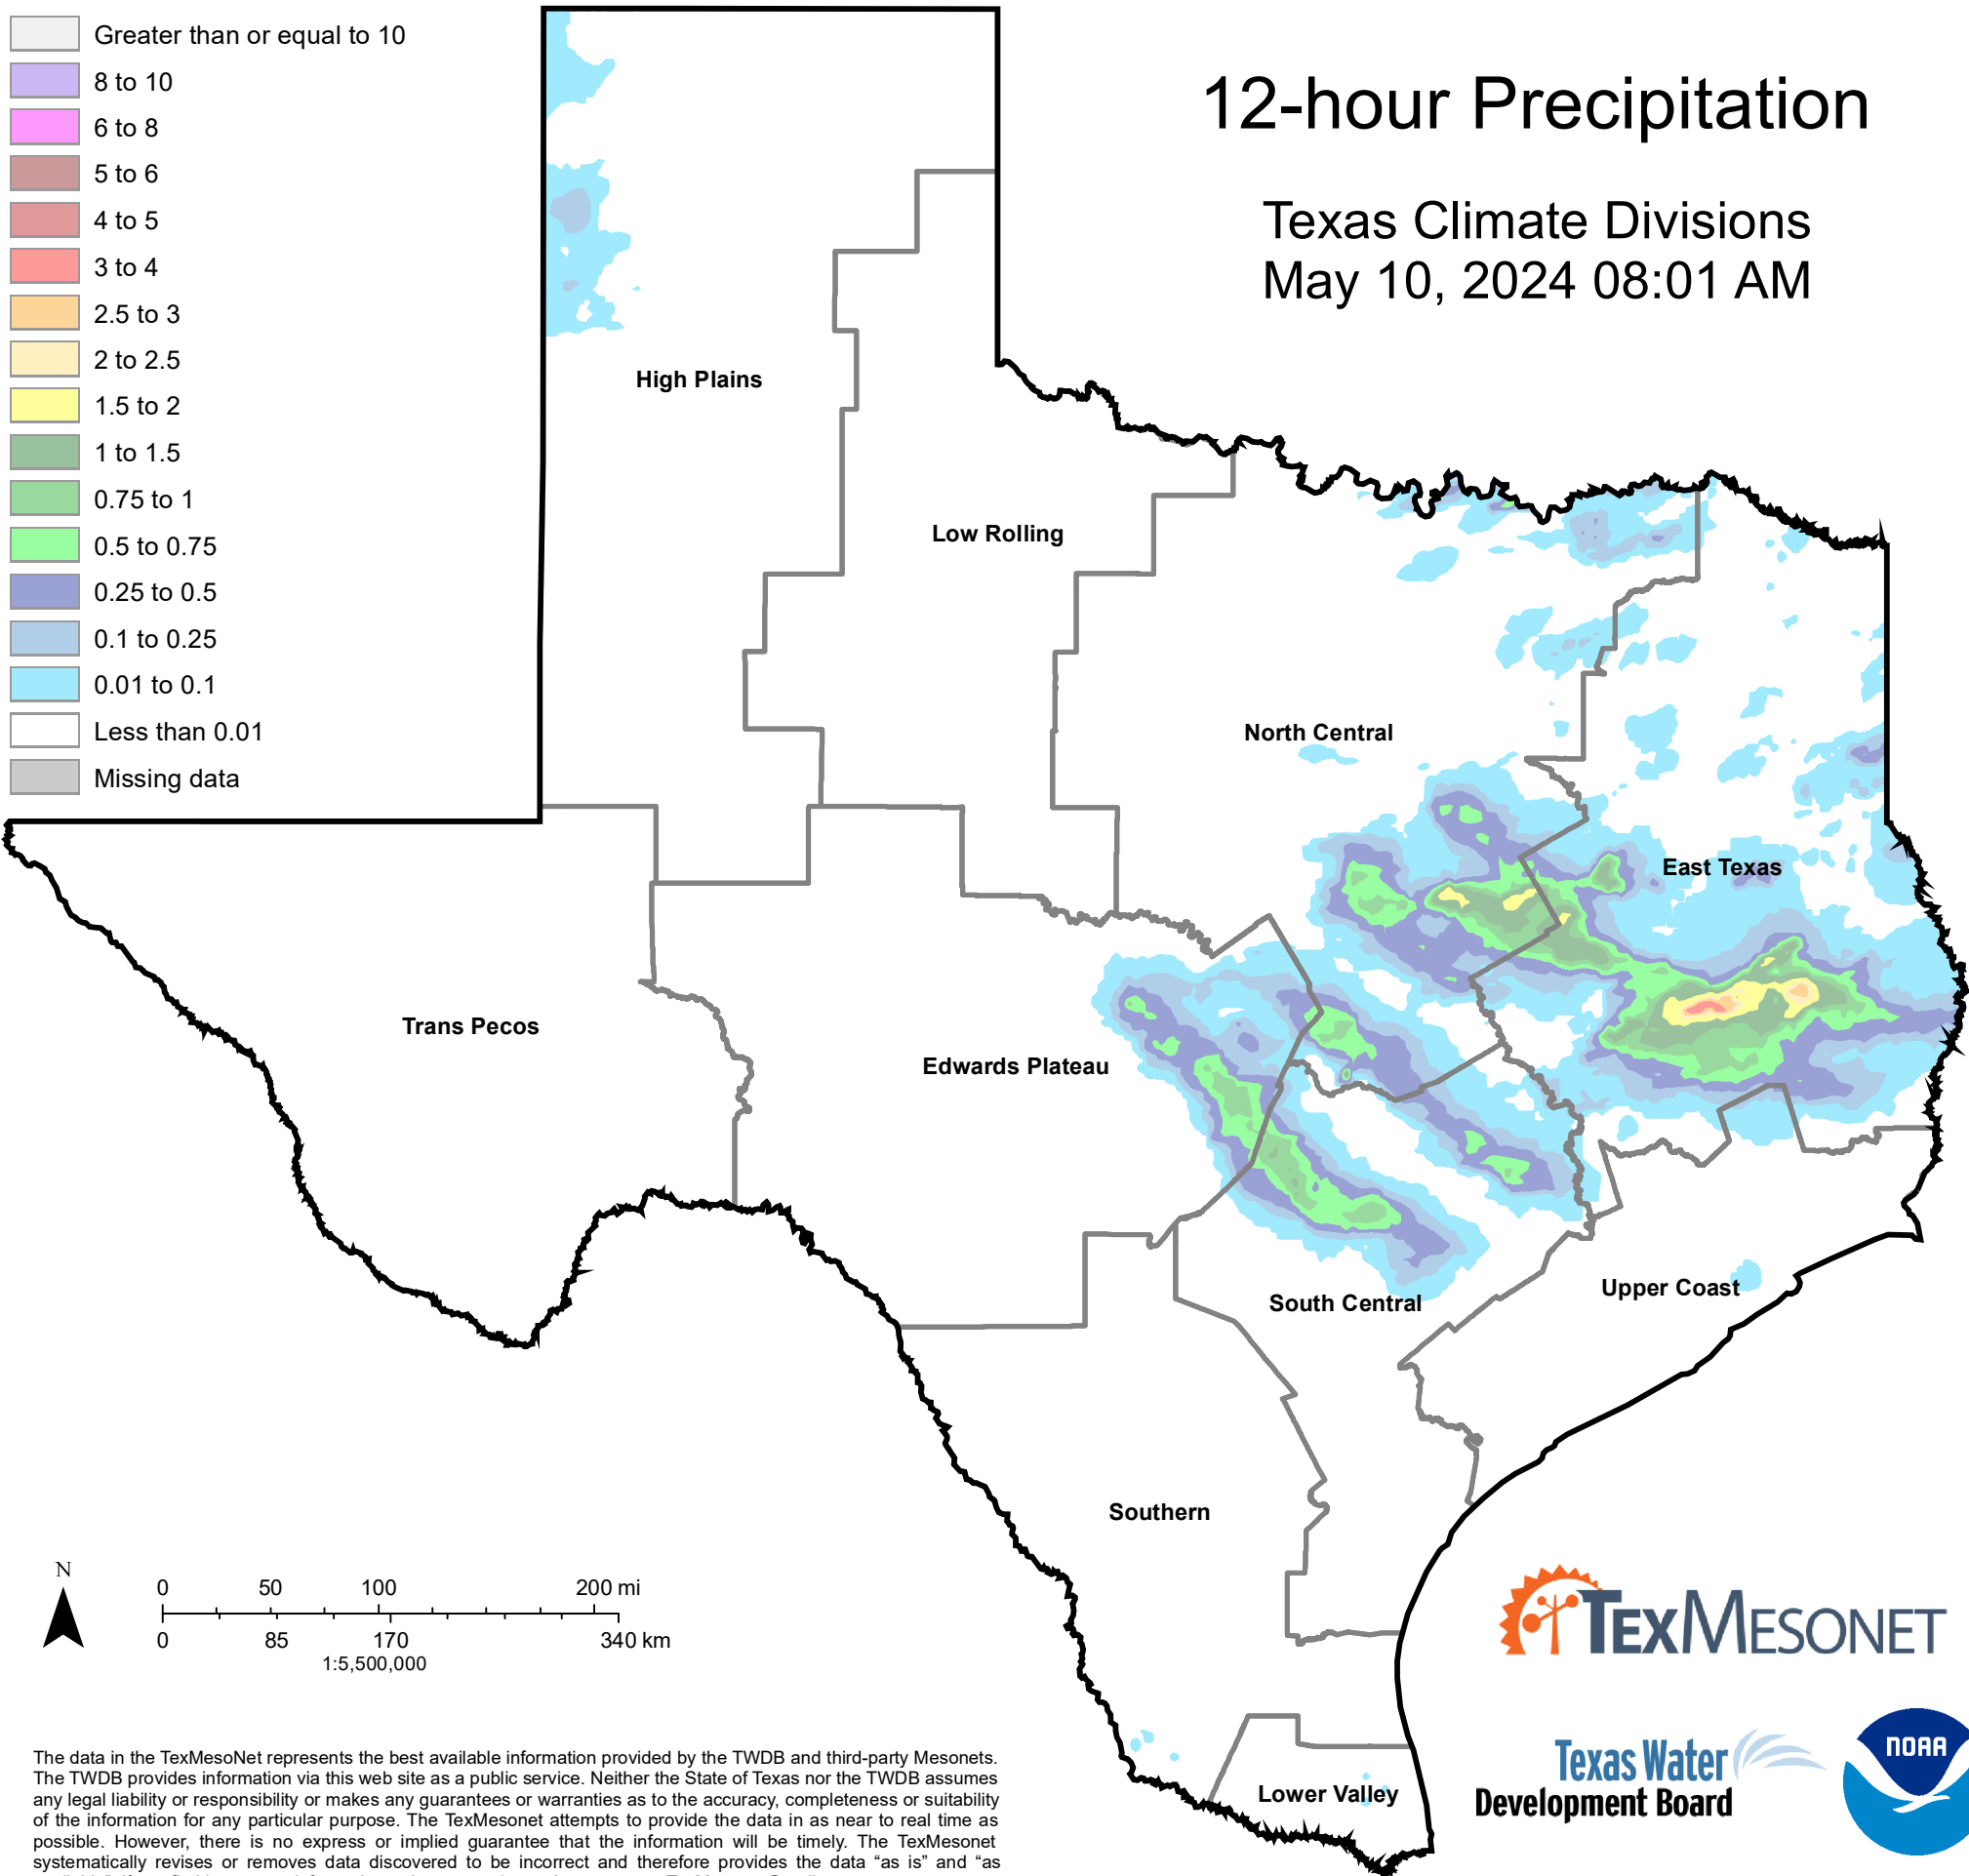 Greater than or equal to 10
8 to 10
6 to 8
5 to 6
4 to 5
3 to 4
2.5 to 3
2 to 2.5
1.5 to 2
1 to 1.5
0.75 to 1
0.5 to 0.75
0.25 to 0.5
0.1 to 0.25
0.01 to 0.1
Less than 0.01
Missing data
12-hour Precipitation
Texas Climate Divisions
May 10, 2024 08:01 AM
High Plains
Low Rolling
North Central
East Texas
Trans Pecos
Edwards Plateau
South Central
Upper Coast
Southern
Lower Valley
N
0 50 100 200 mi
0 85 170 340 km
1:5,500,000
TEXMESONET
Texas Water
Development Board
NOAA
The data in the TexMesoNet represents the best available information provided by the TWDB and third-party Mesonets.
The TWDB provides information via this web site as a public service. Neither the State of Texas nor the TWDB assumes
any legal liability or responsibility or makes any guarantees or warranties as to the accuracy, completeness or suitability
of the information for any particular purpose. The TexMesonet attempts to provide the data in as near to real time as
possible. However, there is no express or implied guarantee that the information will be timely. The TexMesonet
systematically revises or removes data discovered to be incorrect and therefore provides the data “as is” and “as